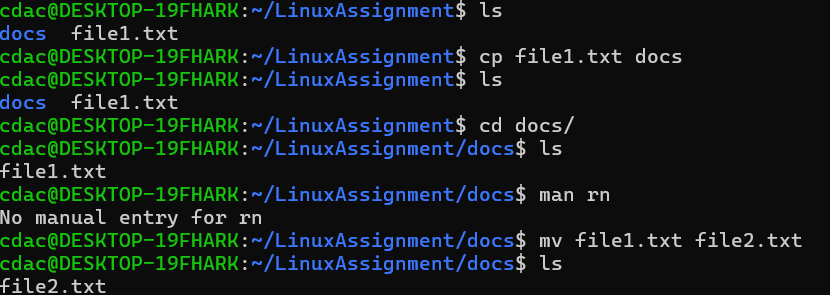 cdac@DESKTOP-19FHARK:~/LinuxAssignment$ ls
docs  file1.txt
cdac@DESKTOP-19FHARK:~/LinuxAssignment$ cp file1.txt docs
cdac@DESKTOP-19FHARK:~/LinuxAssignment$ ls
docs  file1.txt
cdac@DESKTOP-19FHARK:~/LinuxAssignment$ cd docs/
cdac@DESKTOP-19FHARK:~/LinuxAssignment/docs$ ls
file1.txt
cdac@DESKTOP-19FHARK:~/LinuxAssignment/docs$ man rn
No manual entry for rn
cdac@DESKTOP-19FHARK:~/LinuxAssignment/docs$ mv file1.txt file2.txt
cdac@DESKTOP-19FHARK:~/LinuxAssignment/docs$ ls
file2.txt